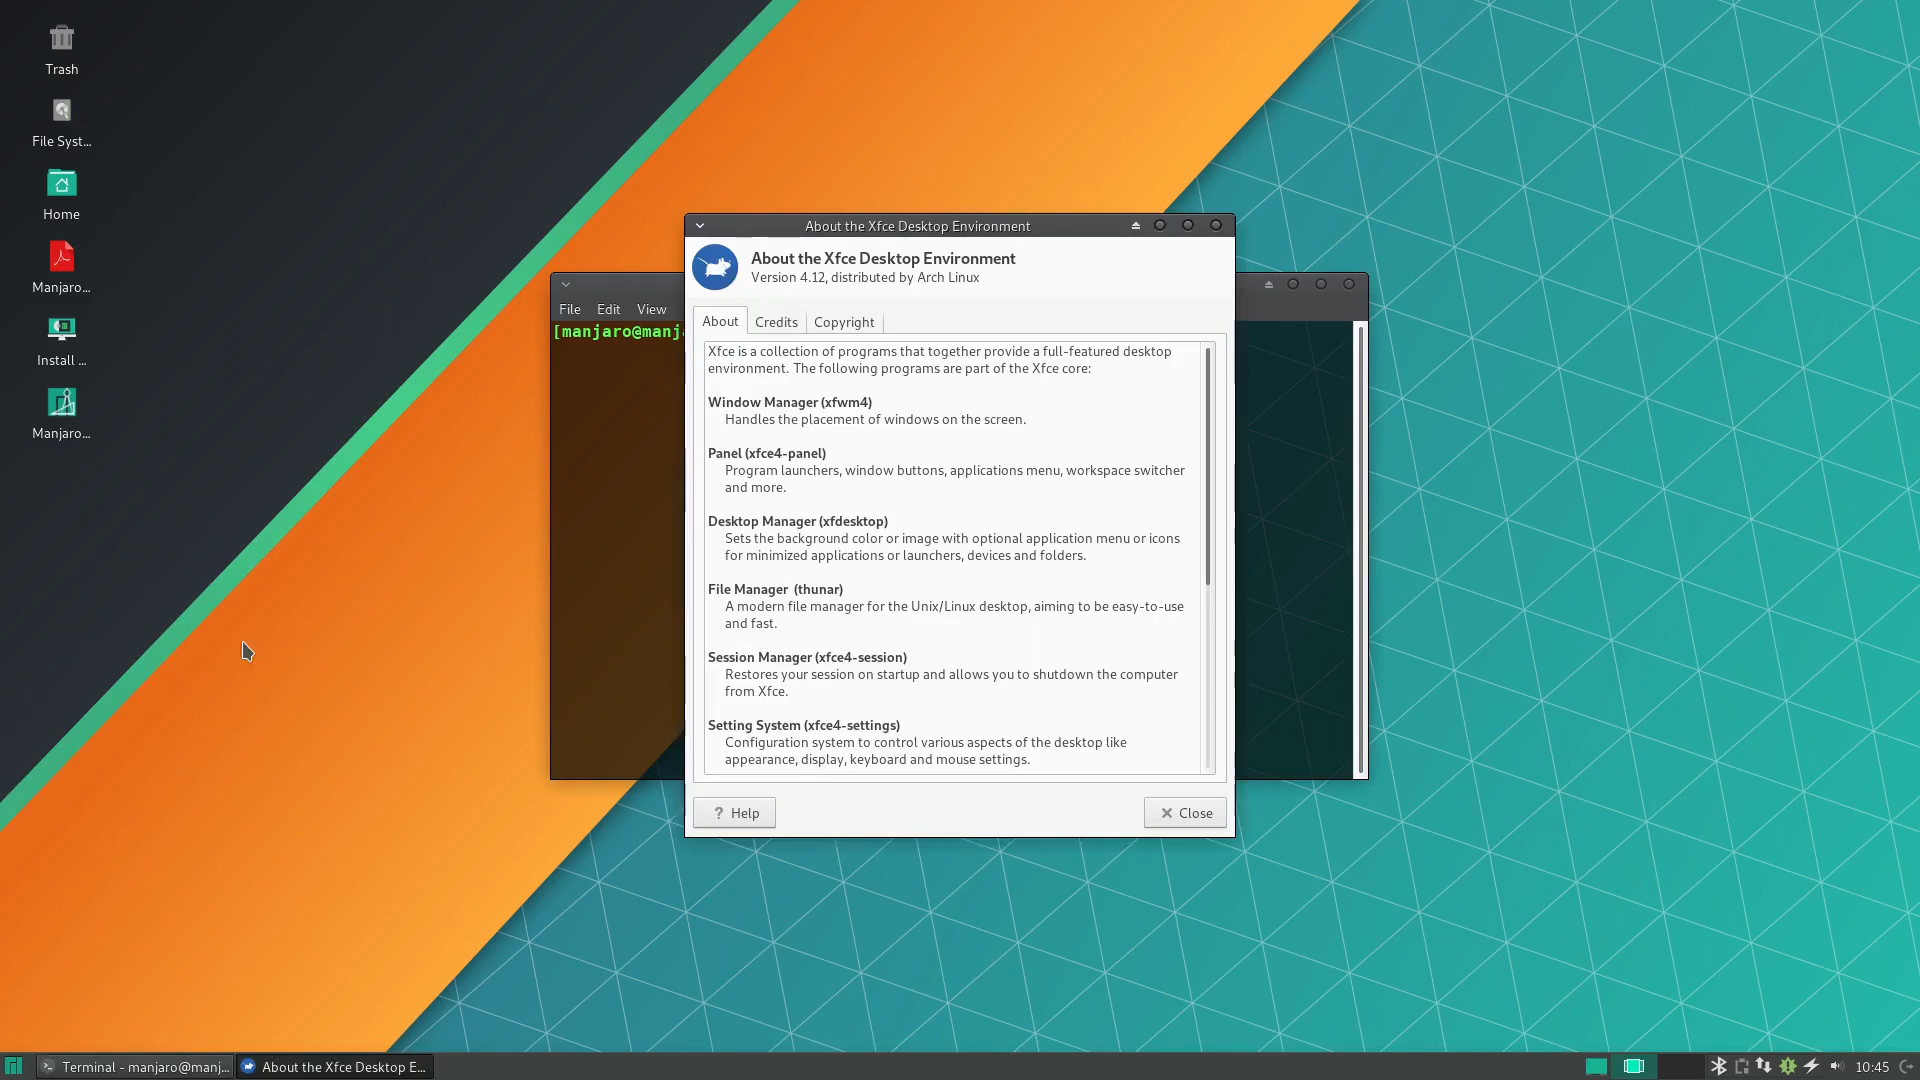 Trash
File Syst...
Home
Manjaro...
Install ...
Manjaro...
File Edit View
[manjaro@manj
About the Xfce Desktop Environment
About the Xfce Desktop Environment
Version 4.12, distributed by Arch Linux
About Credits Copyright
Xfce is a collection of programs that together provide a full-featured desktop
environment. The following programs are part of the Xfce core:
Window Manager (xfwm4)
Handles the placement of windows on the screen.
Panel (xfce4-panel)
Program launchers, window buttons, applications menu, workspace switcher
and more.
Desktop Manager (xfdesktop)
Sets the background color or image with optional application menu or icons
for minimized applications or launchers, devices and folders.
File Manager (thunar)
A modern file manager for the Unix/Linux desktop, aiming to be easy-to-use
and fast.
Session Manager (xfce4-session)
Restores your session on startup and allows you to shutdown the computer
from Xfce.
Setting System (xfce4-settings)
Configuration system to control various aspects of the desktop like
appearance, display, keyboard and mouse settings.
? Help
Close
Terminal - manjaro@manj...
About the Xfce Desktop E...
10:45